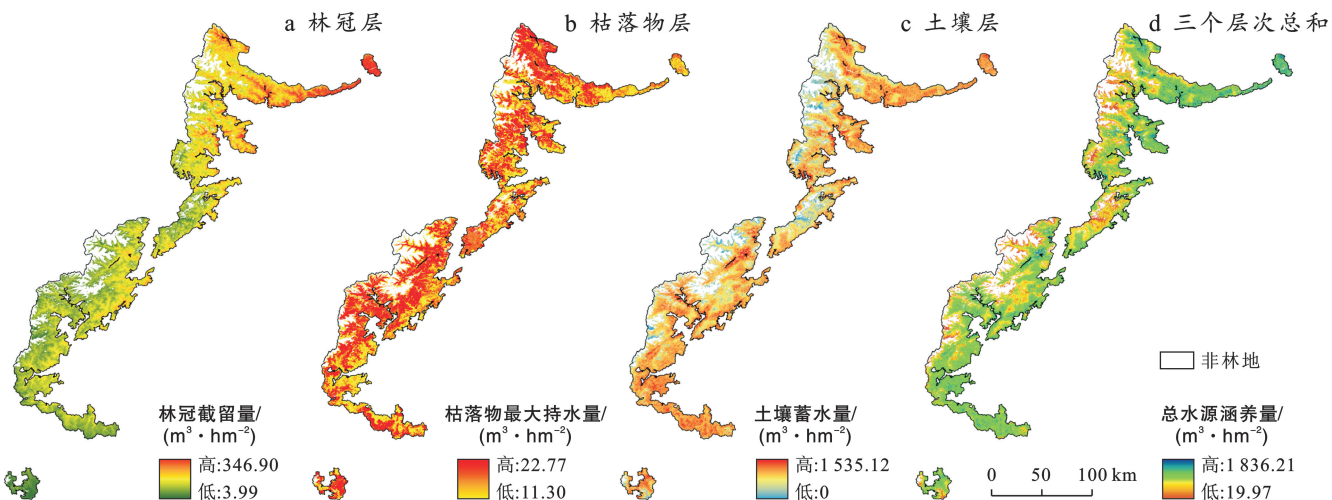 a 林冠层
b 枯落物层
c 土壤层
d 三个层次总和
非林地
林冠截留量/
(m³·hm⁻²)
高:346.90
低:3.99
枯落物最大持水量/
(m³·hm⁻²)
高:22.77
低:11.30
土壤蓄水量/
(m³·hm⁻²)
高:1 535.12
低:0
0 50 100 km
总水源涵养量/
(m³·hm⁻²)
高:1 836.21
低:19.97